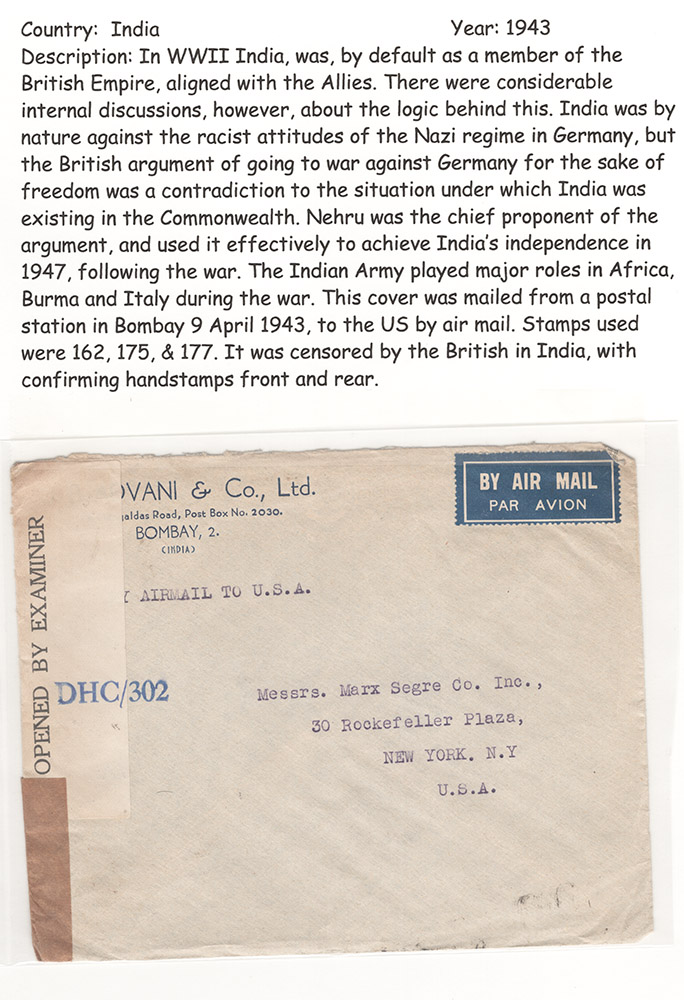 Country: India Year: 1943
Description: In WWII India, was, by default as a member of the
British Empire, aligned with the Allies. There were considerable
internal discussions, however, about the logic behind this. India was by
nature against the racist attitudes of the Nazi regime in Germany, but
the British argument of going to war against Germany for the sake of
freedom was a contradiction to the situation under which India was
existing in the Commonwealth. Nehru was the chief proponent of the
argument, and used it effectively to achieve India's independence in
1947, following the war. The Indian Army played major roles in Africa,
Burma and Italy during the war. This cover was mailed from a postal
station in Bombay 9 April 1943, to the US by air mail. Stamps used
were 162, 175, & 177. It was censored by the British in India, with
confirming handstamps front and rear.
OVANI & Co., Ltd.
galdas Road, Post Box No. 2030.
BOMBAY, 2.
(INDIA)
BY AIR MAIL
PAR AVION
Y AIRMAIL TO U.S.A.
OPENED BY EXAMINER
DHC/302
Messrs. Marx Segre Co. Inc.,
30 Rockefeller Plaza,
NEW YORK. N.Y
U.S.A.